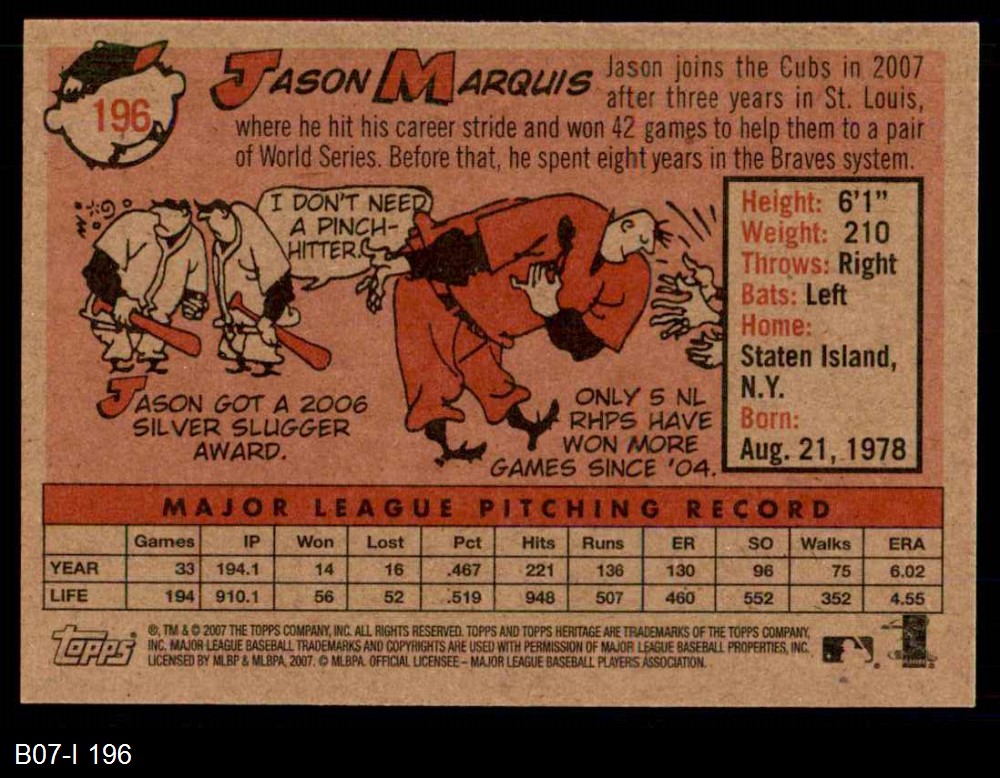 196
JASON MARQUIS
Jason joins the Cubs in 2007
after three years in St. Louis,
where he hit his career stride and won 42 games to help them to a pair
of World Series. Before that, he spent eight years in the Braves system.
I DON'T NEED
A PINCH-
HITTER.
JASON GOT A 2006
SILVER SLUGGER
AWARD.
ONLY 5 NL
RHPS HAVE
WON MORE
GAMES SINCE '04.
Height: 6'1"
Weight: 210
Throws: Right
Bats: Left
Home:
Staten Island,
N.Y.
Born:
Aug. 21, 1978
MAJOR LEAGUE PITCHING RECORD
Games IP Won Lost Pct Hits Runs ER SO Walks ERA
YEAR 33 194.1 14 16 .467 221 136 130 96 75 6.02
LIFE 194 910.1 56 52 .519 948 507 460 552 352 4.55
topps
®, TM & © 2007 THE TOPPS COMPANY, INC. ALL RIGHTS RESERVED. TOPPS AND TOPPS HERITAGE ARE TRADEMARKS OF THE TOPPS COMPANY,
INC. MAJOR LEAGUE BASEBALL TRADEMARKS AND COPYRIGHTS ARE USED WITH PERMISSION OF MAJOR LEAGUE BASEBALL PROPERTIES, INC.
LICENSED BY MLBP & MLBPA, 2007. © MLBPA. OFFICIAL LICENSEE – MAJOR LEAGUE BASEBALL PLAYERS ASSOCIATION.
B07-I 196